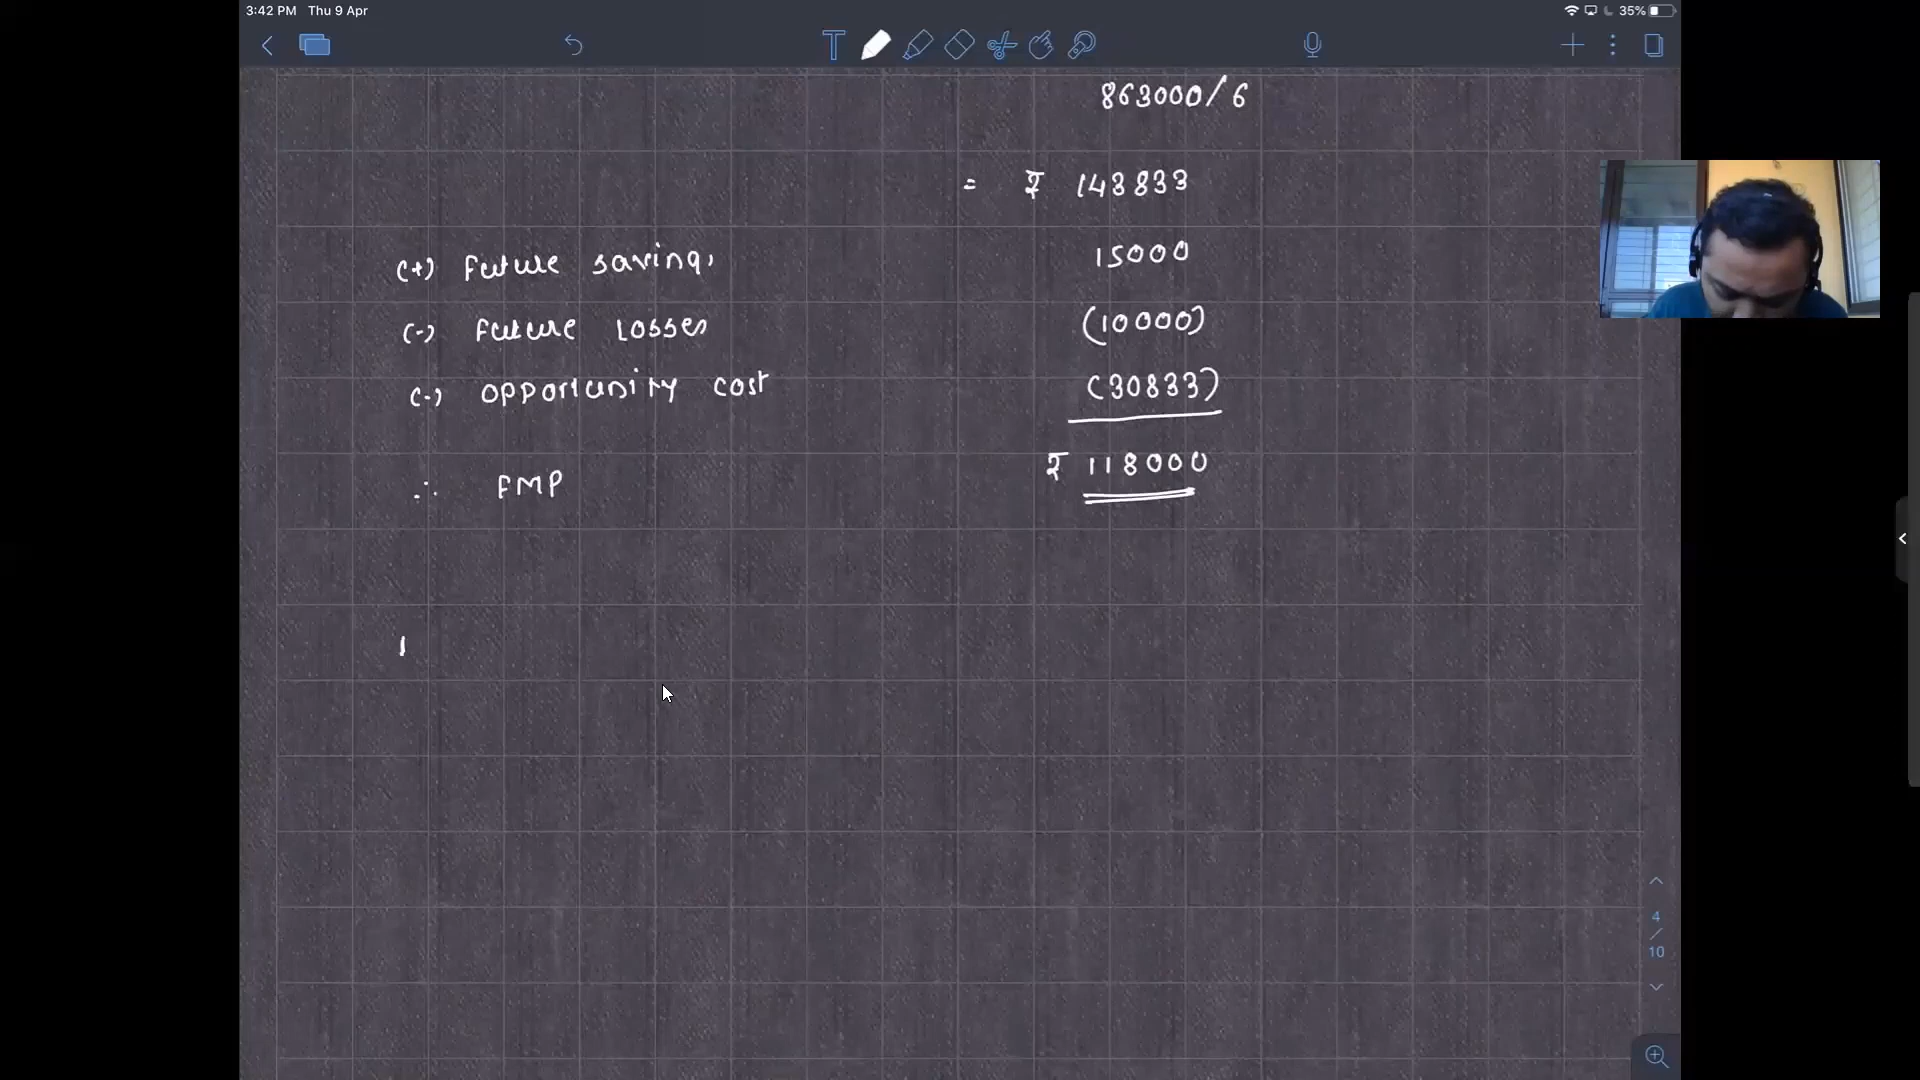 3:42 PM Thu 9 Apr 35%
T
863000/6
= ₹ 143833
(+) Future savings 15000
(-) Future Losses (10000)
(-) opportunity cost (30833)
∴ FMP ₹ 118000
1
4
/
10